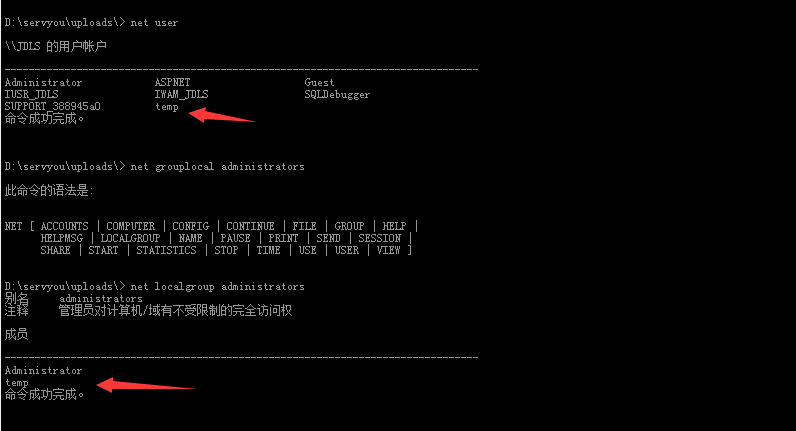 D:\servyou\uploads\> net user
\\JDLS 的用户帐户
-------------------------------------------------------------------------------
Administrator            ASPNET                   Guest
IUSR_JDLS                IWAM_JDLS                SQLDebugger
SUPPORT_388945a0         temp
命令成功完成。
D:\servyou\uploads\> net grouplocal administrators
此命令的语法是:
NET [ ACCOUNTS | COMPUTER | CONFIG | CONTINUE | FILE | GROUP | HELP |
      HELPMSG | LOCALGROUP | NAME | PAUSE | PRINT | SEND | SESSION |
      SHARE | START | STATISTICS | STOP | TIME | USE | USER | VIEW ]
D:\servyou\uploads\> net localgroup administrators
别名     administrators
注释     管理员对计算机/域有不受限制的完全访问权
成员
-------------------------------------------------------------------------------
Administrator
temp
命令成功完成。